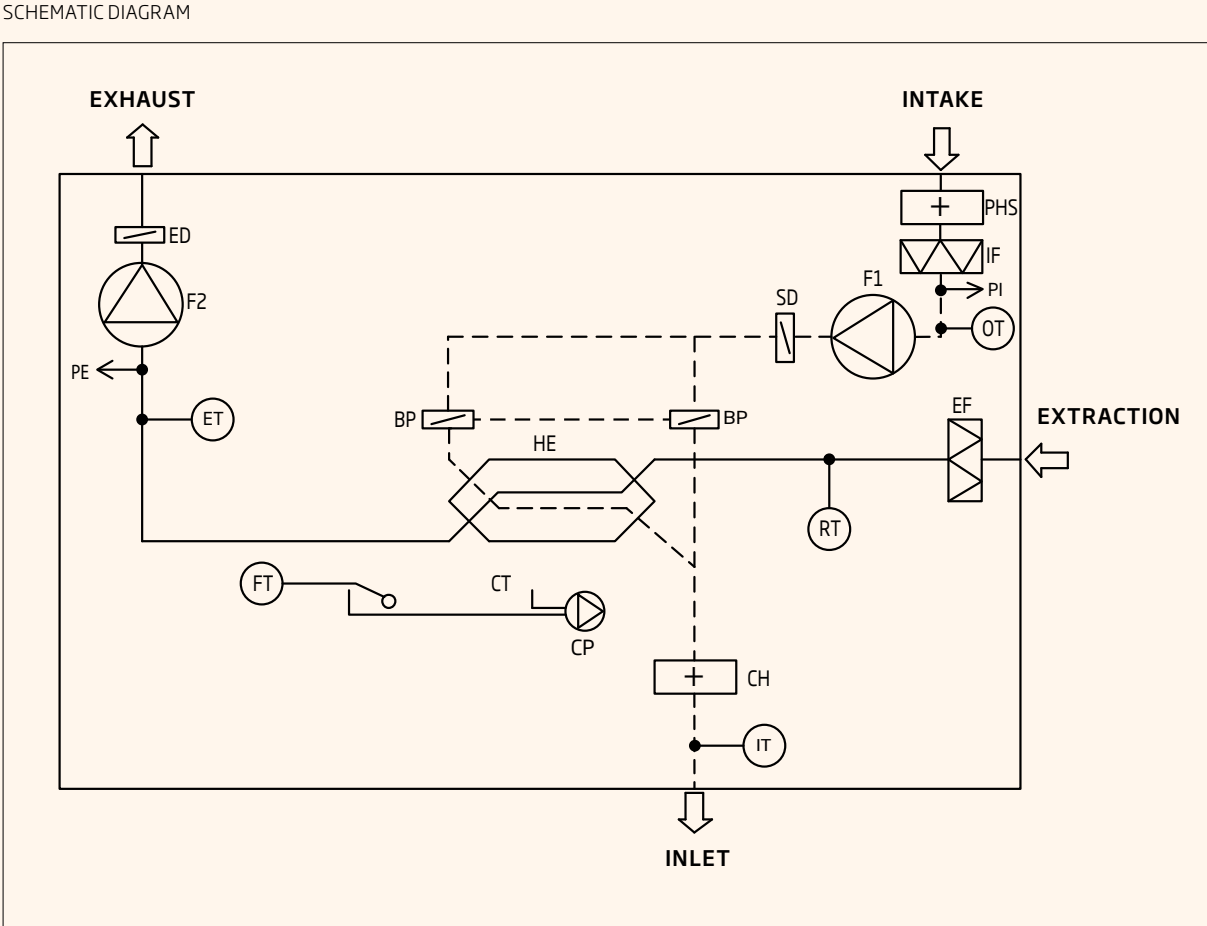 SCHEMATIC DIAGRAM
EXHAUST
INTAKE
PHS
ED
IF
F2
F1
SD
PI
OT
PE
ET
BP
BP
EF
EXTRACTION
HE
RT
FT
CT
CP
CH
IT
INLET